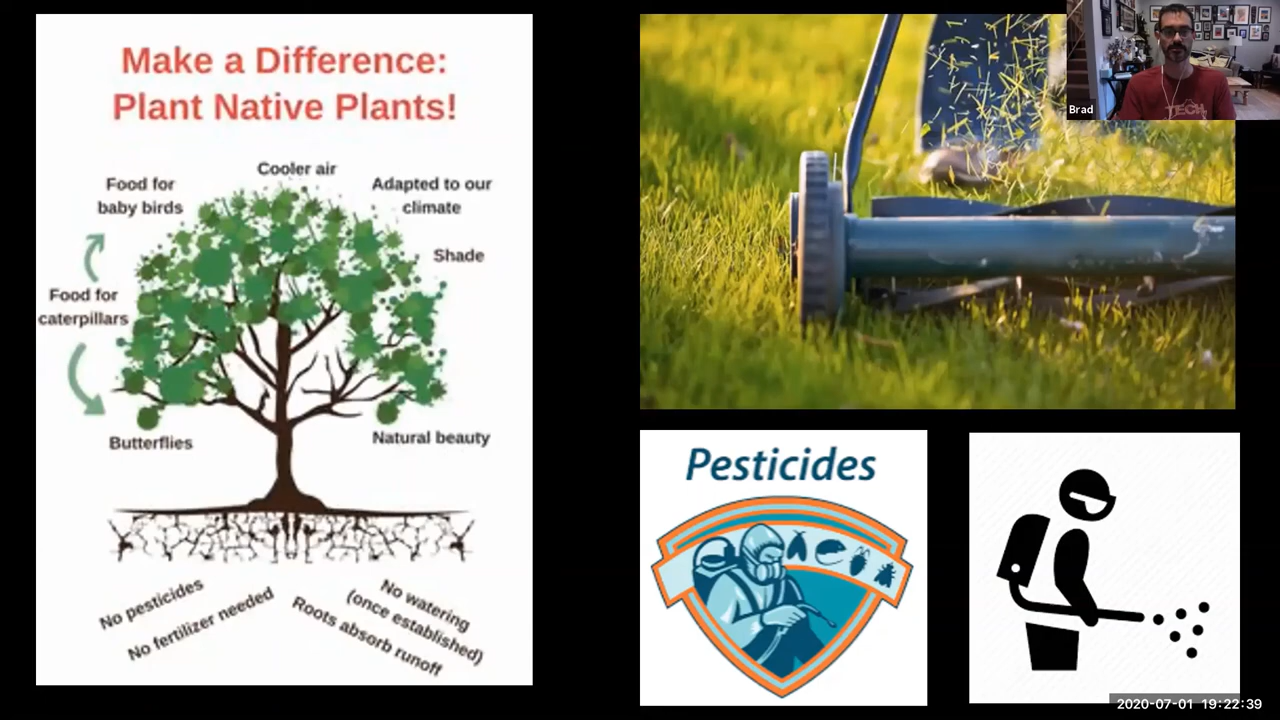 Make a Difference:
Plant Native Plants!
Cooler air
Food for
baby birds
Adapted to our
climate
Shade
Food for
caterpillars
Butterflies
Natural beauty
No pesticides
No fertilizer needed
No watering
(once established)
Roots absorb runoff
Brad
TECH
Pesticides
2020-07-01 19:22:39